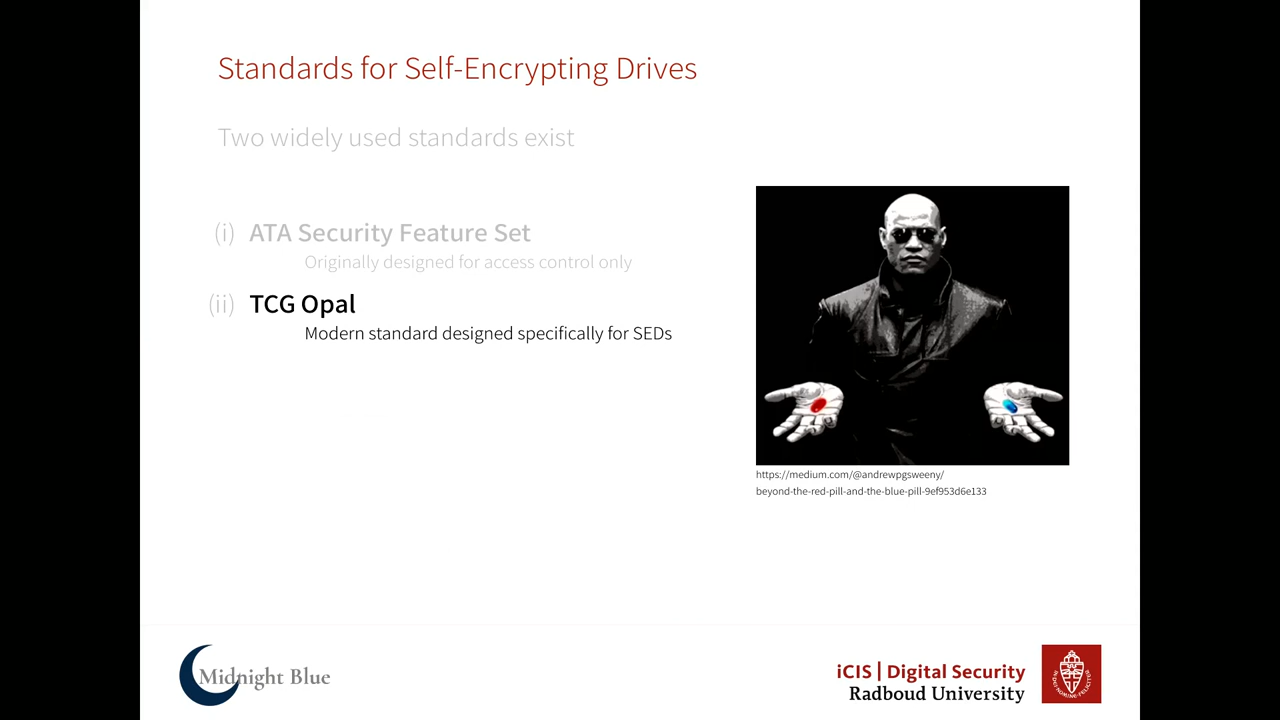 Standards for Self-Encrypting Drives
Two widely used standards exist
(i) ATA Security Feature Set
Originally designed for access control only
(ii) TCG Opal
Modern standard designed specifically for SEDs
https://medium.com/@andrewpgsweeny/
beyond-the-red-pill-and-the-blue-pill-9ef953d6e133
Midnight Blue
iCIS | Digital Security
Radboud University